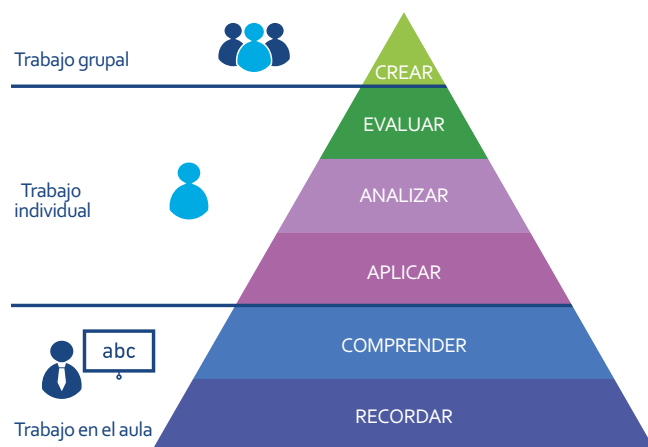 Trabajo grupal
CREAR
EVALUAR
Trabajo
individual
ANALIZAR
APLICAR
abc
COMPRENDER
Trabajo en el aula
RECORDAR